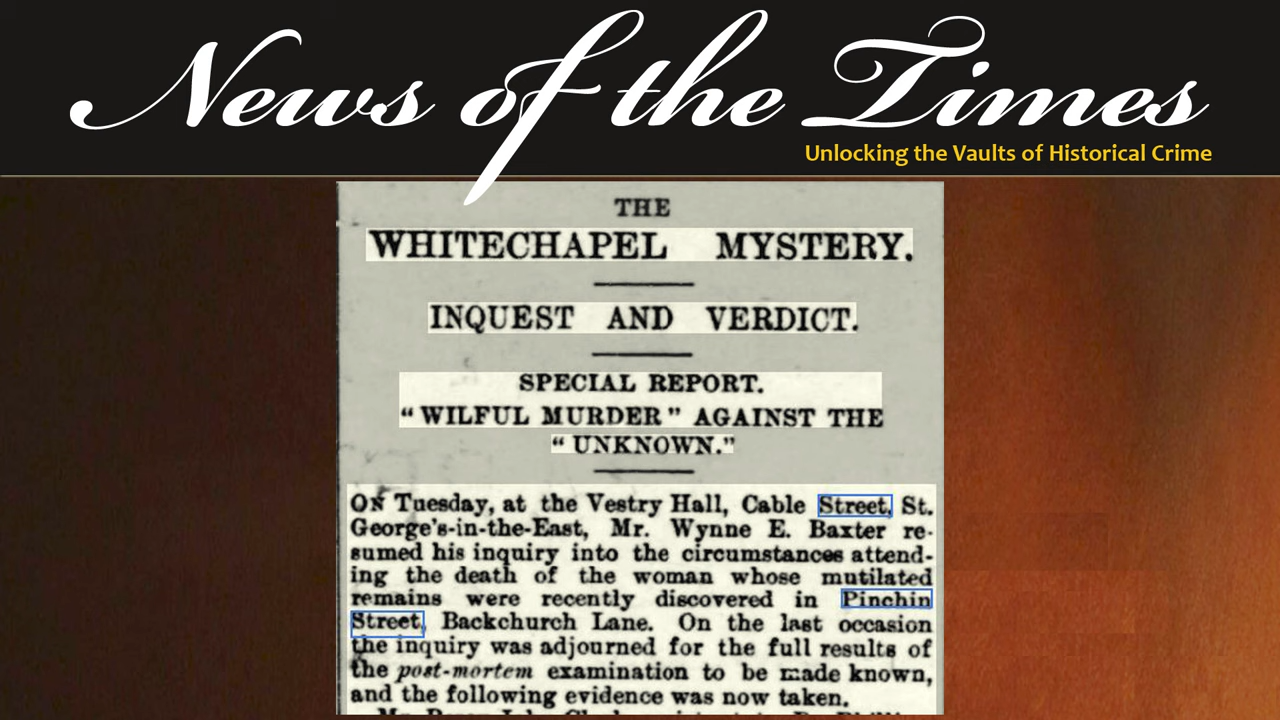 News of the Times
Unlocking the Vaults of Historical Crime
THE
WHITECHAPEL MYSTERY.
INQUEST AND VERDICT.
SPECIAL REPORT.
“WILFUL MURDER” AGAINST THE
“UNKNOWN.”
ON Tuesday, at the Vestry Hall, Cable Street, St.
George's-in-the-East, Mr. Wynne E. Baxter re-
sumed his inquiry into the circumstances attend-
ing the death of the woman whose mutilated
remains were recently discovered in Pinchin
Street, Backchurch Lane. On the last occasion
the inquiry was adjourned for the full results of
the post-mortem examination to be made known,
and the following evidence was now taken.